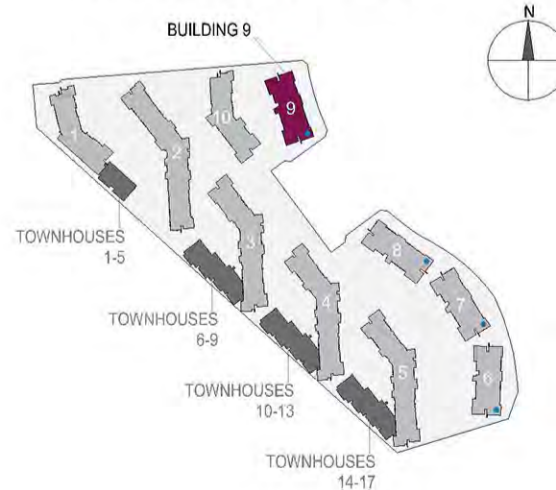 N
BUILDING 9
9
10
1
2
TOWNHOUSES
1-5
3
8
TOWNHOUSES
6-9
4
7
TOWNHOUSES
10-13
5
6
TOWNHOUSES
14-17